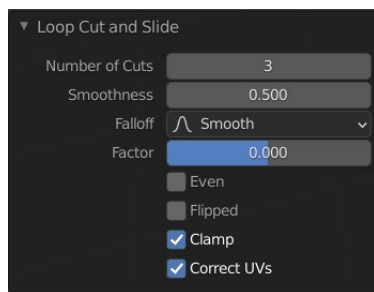 Loop Cut and Slide
Number of Cuts 3
Smoothness 0.500
Falloff Smooth
Factor 0.000
Even
Flipped
Clamp
Correct UVs